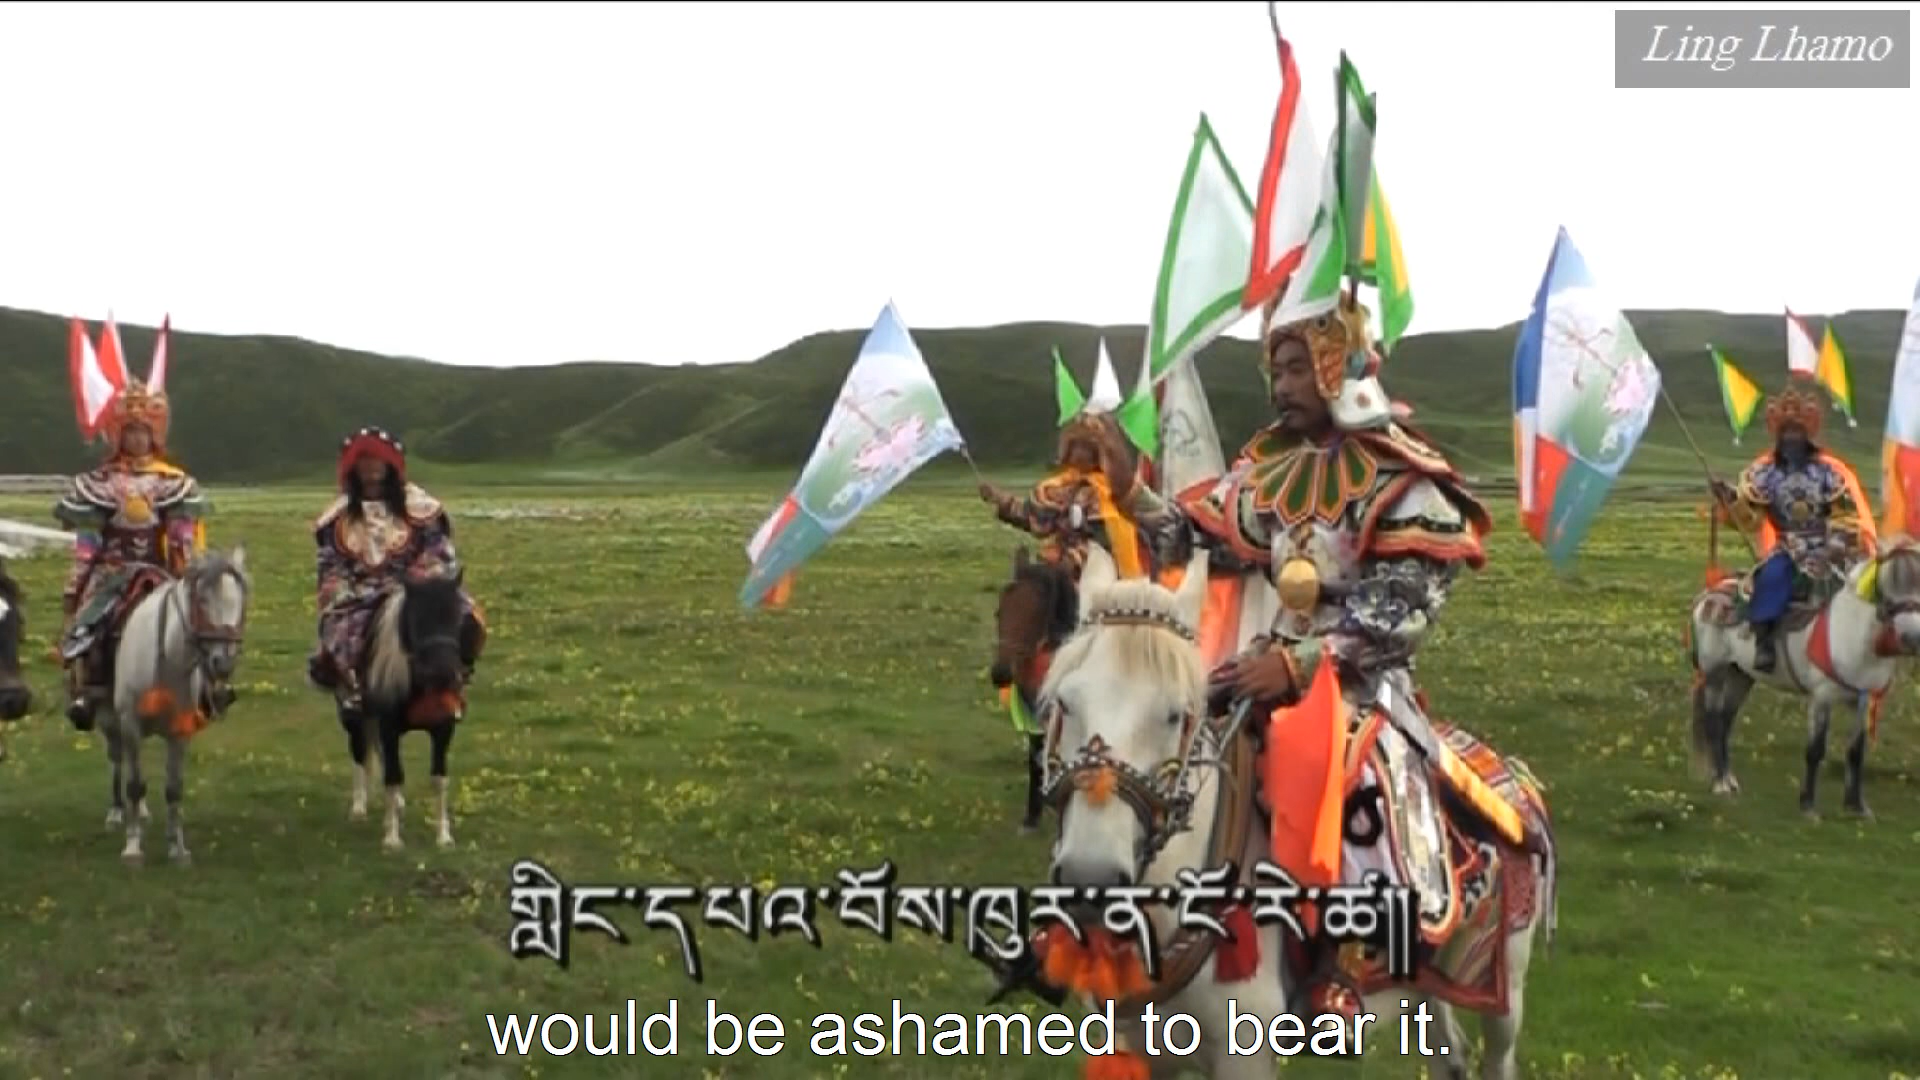 Ling Lhamo
གླིང་དཔའ་བོས་ཁུར་ན་ངོ་རེ་ཚ།།
would be ashamed to bear it.